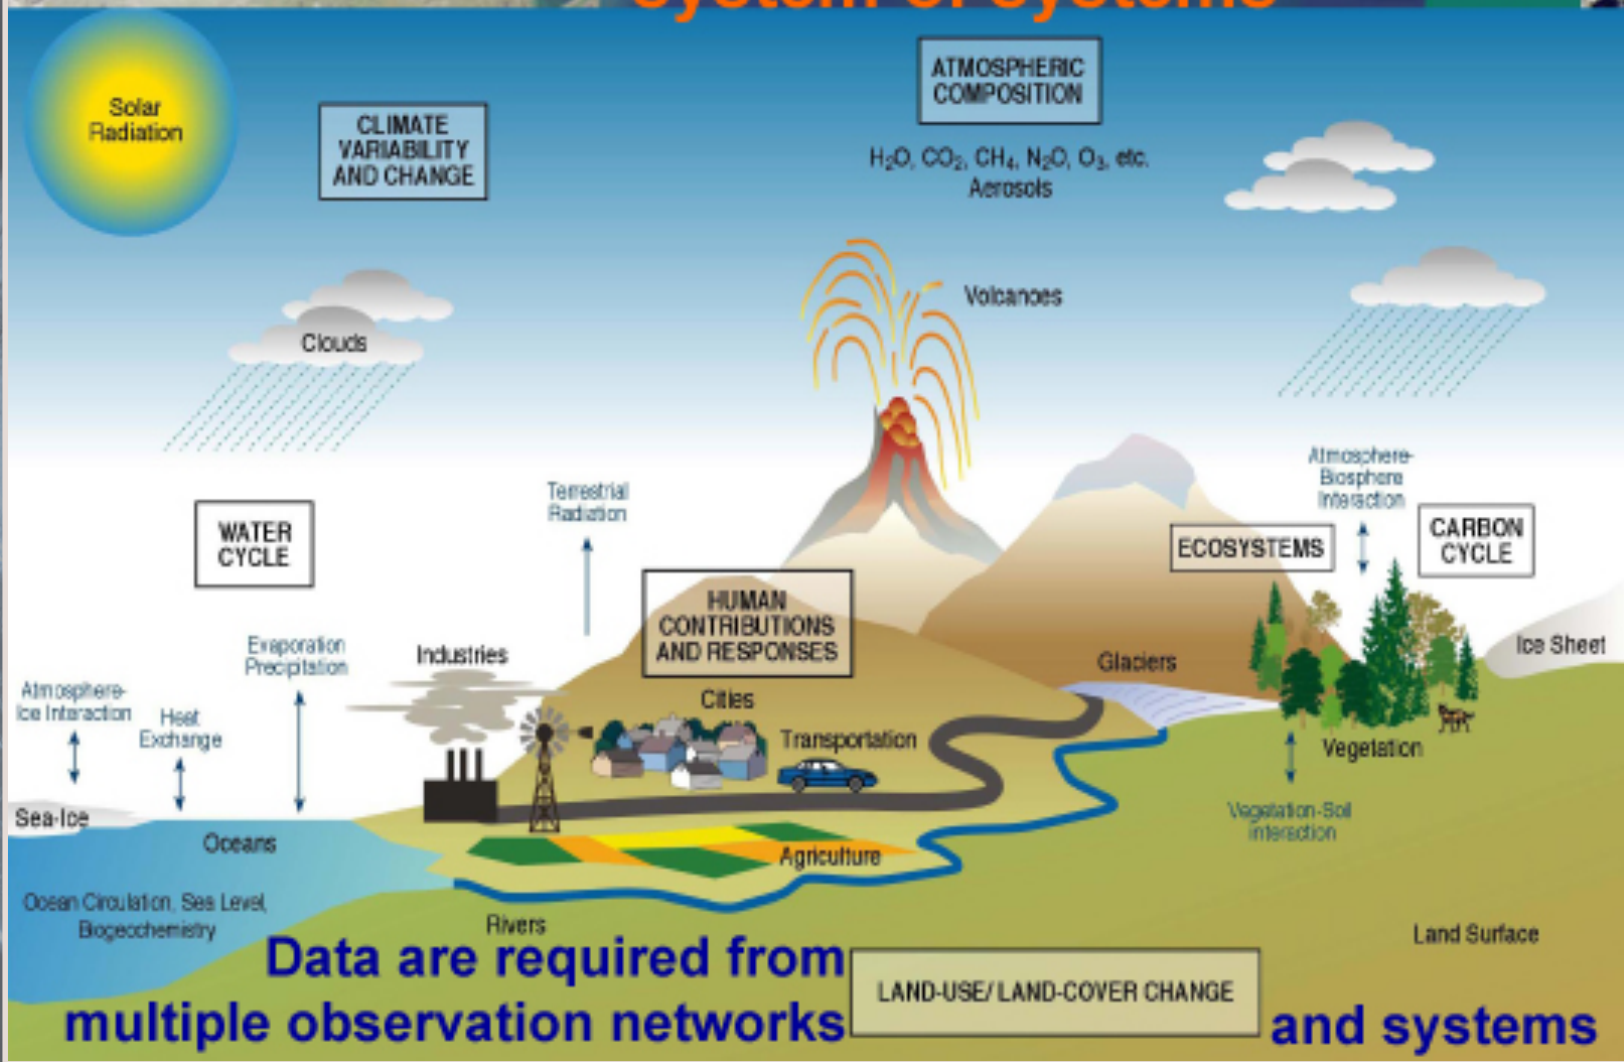 system of systems
Solar
Radiation
CLIMATE
VARIABILITY
AND CHANGE
ATMOSPHERIC
COMPOSITION
H₂O, CO₂, CH₄, N₂O, O₃, etc.
Aerosols
Volcanoes
Clouds
Atmosphere-
Biosphere
Interaction
Terrestrial
Radiation
WATER
CYCLE
ECOSYSTEMS
CARBON
CYCLE
HUMAN
CONTRIBUTIONS
AND RESPONSES
Evaporation
Precipitation
Industries
Glaciers
Ice Sheet
Atmosphere-
Ice Interaction
Heat
Exchange
Cities
Transportation
Vegetation
Sea-Ice
Oceans
Vegetation-Soil
interaction
Agriculture
Ocean Circulation, Sea Level,
Biogeochemistry
Rivers
Land Surface
Data are required from
multiple observation networks
LAND-USE/ LAND-COVER CHANGE
and systems